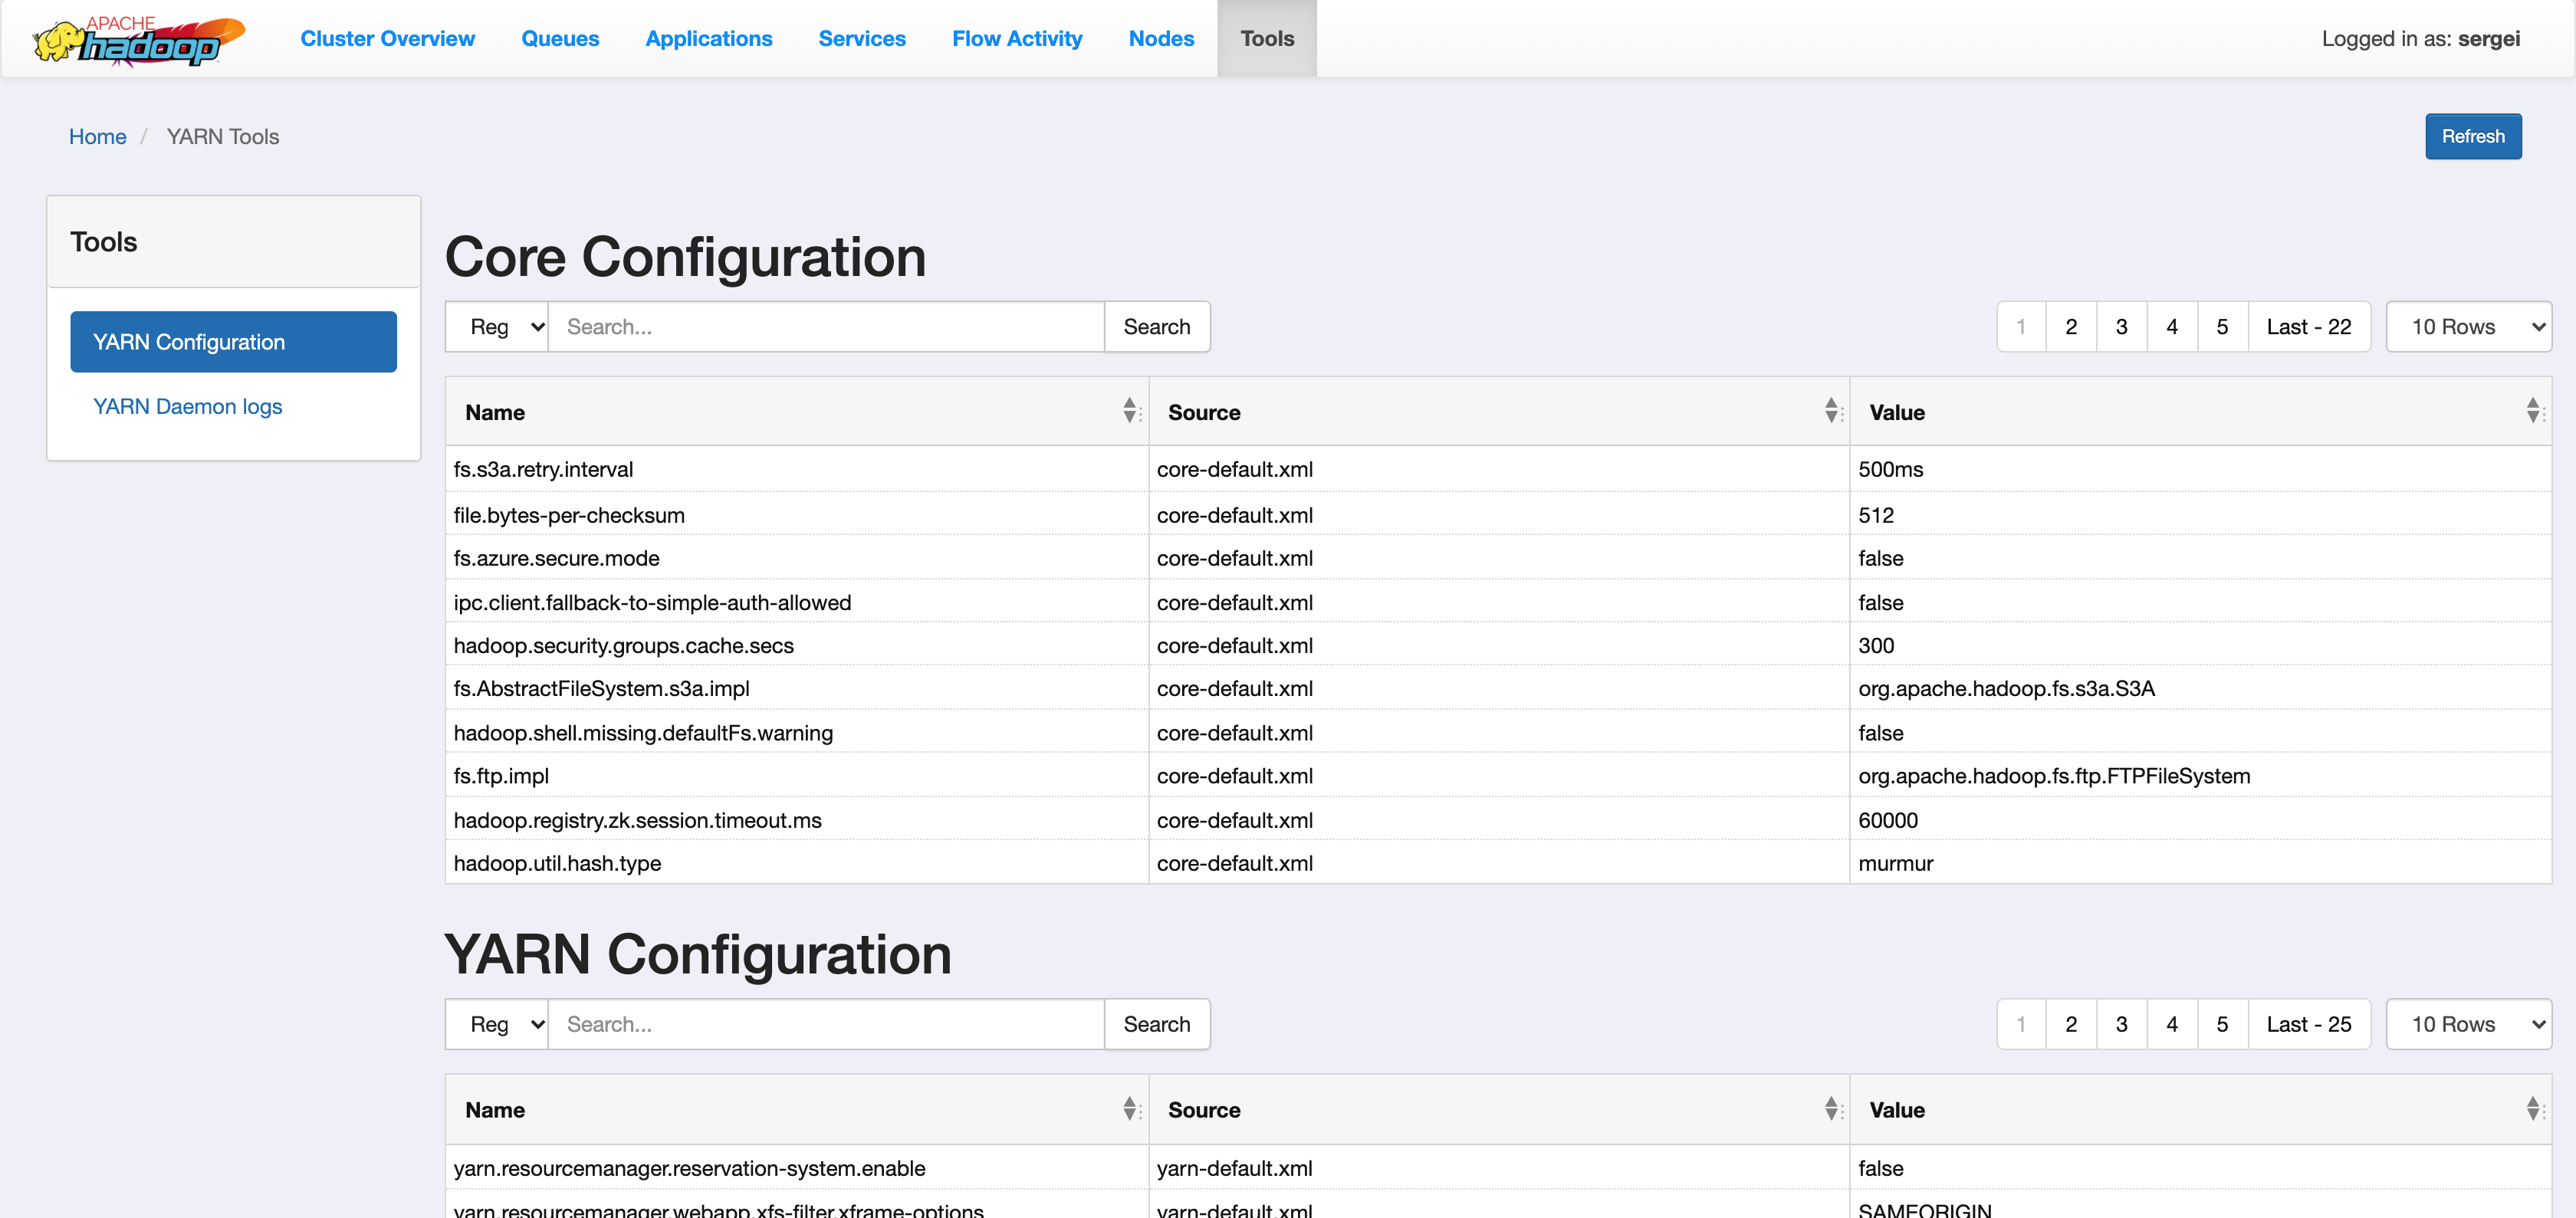 APACHE
hadoop
Cluster Overview Queues Applications Services Flow Activity Nodes Tools Logged in as: sergei
Home / YARN Tools Refresh
Tools
YARN Configuration
YARN Daemon logs
Core Configuration
Reg Search... Search 1 2 3 4 5 Last - 22 10 Rows
Name Source Value
fs.s3a.retry.interval core-default.xml 500ms
file.bytes-per-checksum core-default.xml 512
fs.azure.secure.mode core-default.xml false
ipc.client.fallback-to-simple-auth-allowed core-default.xml false
hadoop.security.groups.cache.secs core-default.xml 300
fs.AbstractFileSystem.s3a.impl core-default.xml org.apache.hadoop.fs.s3a.S3A
hadoop.shell.missing.defaultFs.warning core-default.xml false
fs.ftp.impl core-default.xml org.apache.hadoop.fs.ftp.FTPFileSystem
hadoop.registry.zk.session.timeout.ms core-default.xml 60000
hadoop.util.hash.type core-default.xml murmur
YARN Configuration
Reg Search... Search 1 2 3 4 5 Last - 25 10 Rows
Name Source Value
yarn.resourcemanager.reservation-system.enable yarn-default.xml false
yarn.resourcemanager.webapp.xfs-filter.xframe-options yarn-default.xml SAMEORIGIN